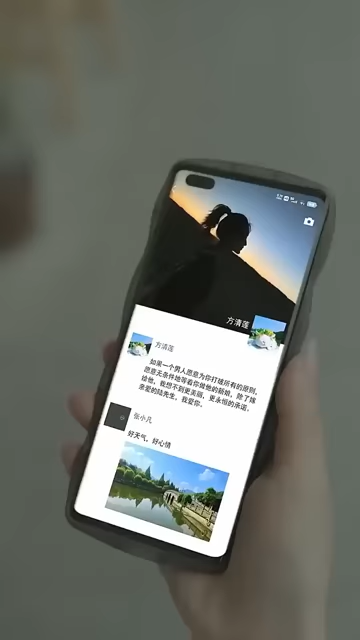 方清莲
方清莲
如果一个男人愿意为你打破所有的原则,
愿意无条件地等着你做他的新娘,除了嫁
给他,我想不到更美丽、更永恒的承诺。
亲爱的陆先生,我爱你。
张小凡
好天气,好心情